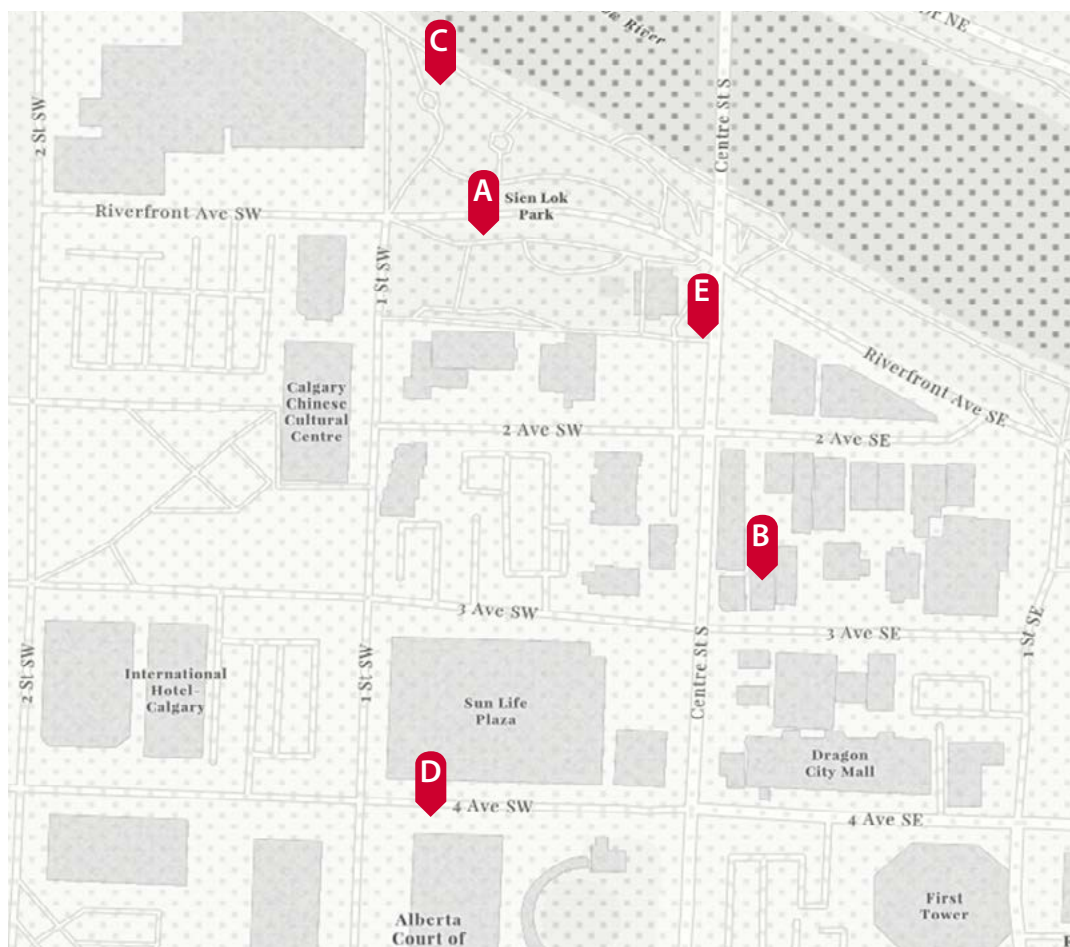 C
River
or NE
2 St SW
Centre St S
A
Sien Lok
Park
Riverfront Ave SW
1 St SW
E
Calgary
Chinese
Cultural
Centre
Riverfront Ave SE
2 Ave SW
2 Ave SE
B
3 Ave SW
3 Ave SE
1 St SE
2 St SW
International
Hotel-
Calgary
1 St SW
Sun Life
Plaza
Centre St S
Dragon
City Mall
D
4 Ave SW
4 Ave SE
First
Tower
Alberta
Court of